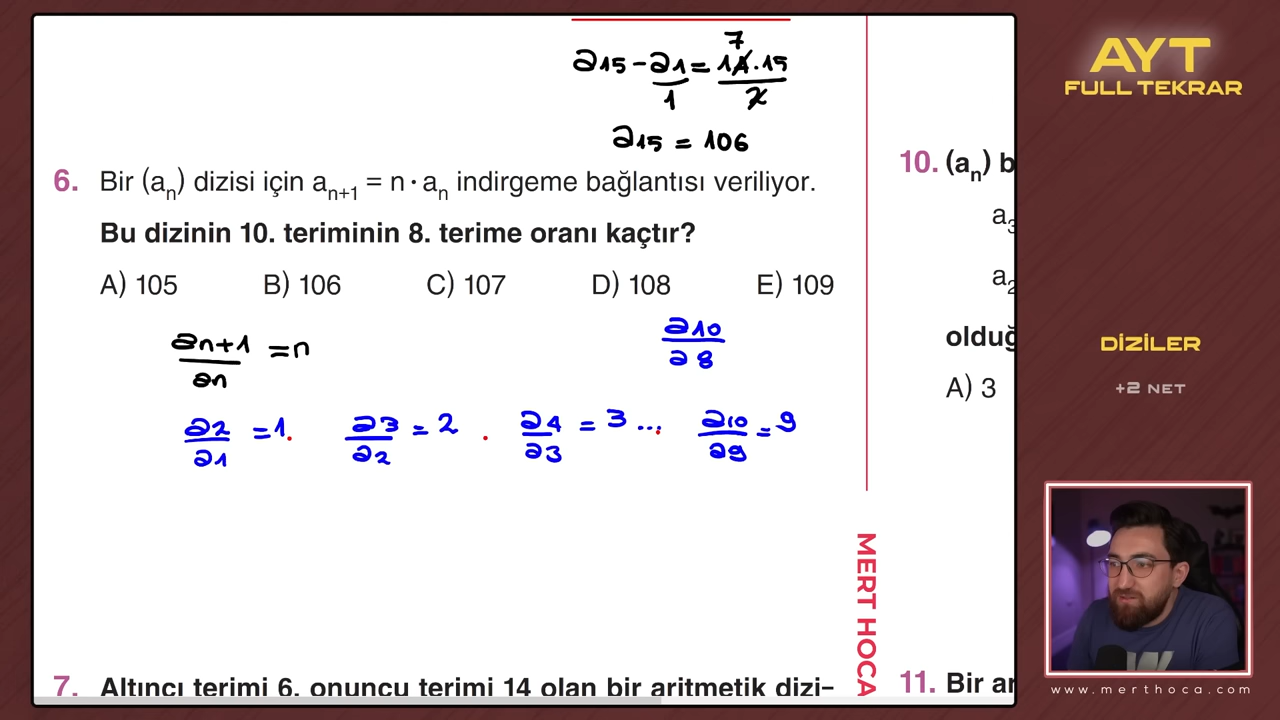 a15 - a1 = 14.15
7
1
2
a15 = 106
6. Bir (an) dizisi için an+1 = n · an indirgeme bağlantısı veriliyor.
Bu dizinin 10. teriminin 8. terime oranı kaçtır?
A) 105 B) 106 C) 107 D) 108 E) 109
an+1 / an = n
a10 / a8
a2 / a1 = 1 . a3 / a2 = 2 . a4 / a3 = 3 ... a10 / a9 = 9
7. Altıncı terimi 6, onuncu terimi 14 olan bir aritmetik dizi-
MERT HOCA
10. (an) b
a3
a2
olduğ
A) 3
11. Bir ar
AYT
FULL TEKRAR
DİZİLER
+2 NET
www.merthoca.com